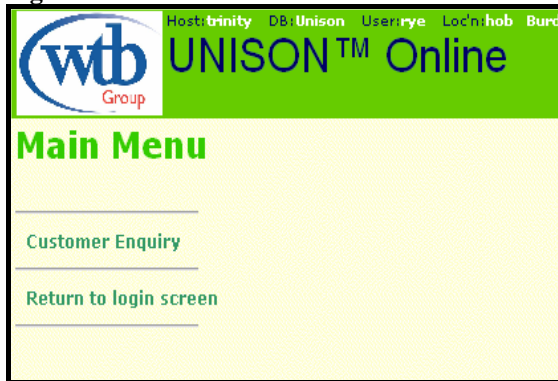 Host:trinity DB:Unison User:rye Loc'n:hob
wtb
Group
UNISON™ Online
Main Menu
Customer Enquiry
Return to login screen